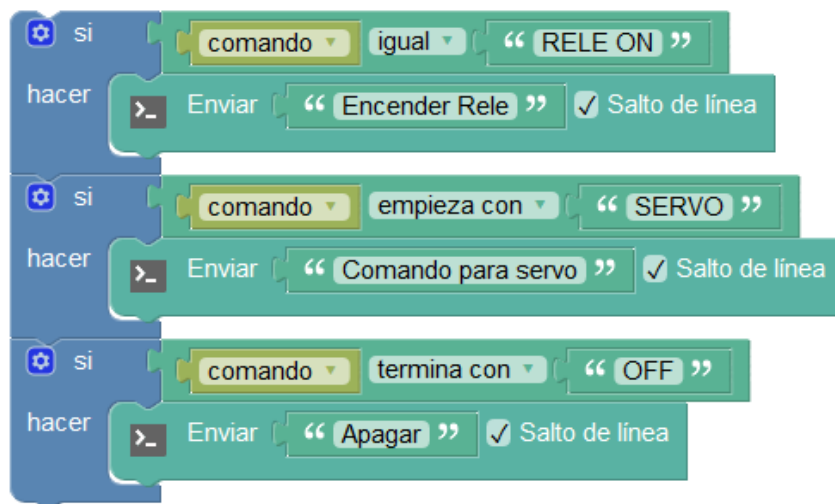 si comando igual “ RELE ON ”
hacer >_ Enviar “ Encender Rele ” Salto de línea
si comando empieza con “ SERVO ”
hacer >_ Enviar “ Comando para servo ” Salto de línea
si comando termina con “ OFF ”
hacer >_ Enviar “ Apagar ” Salto de línea